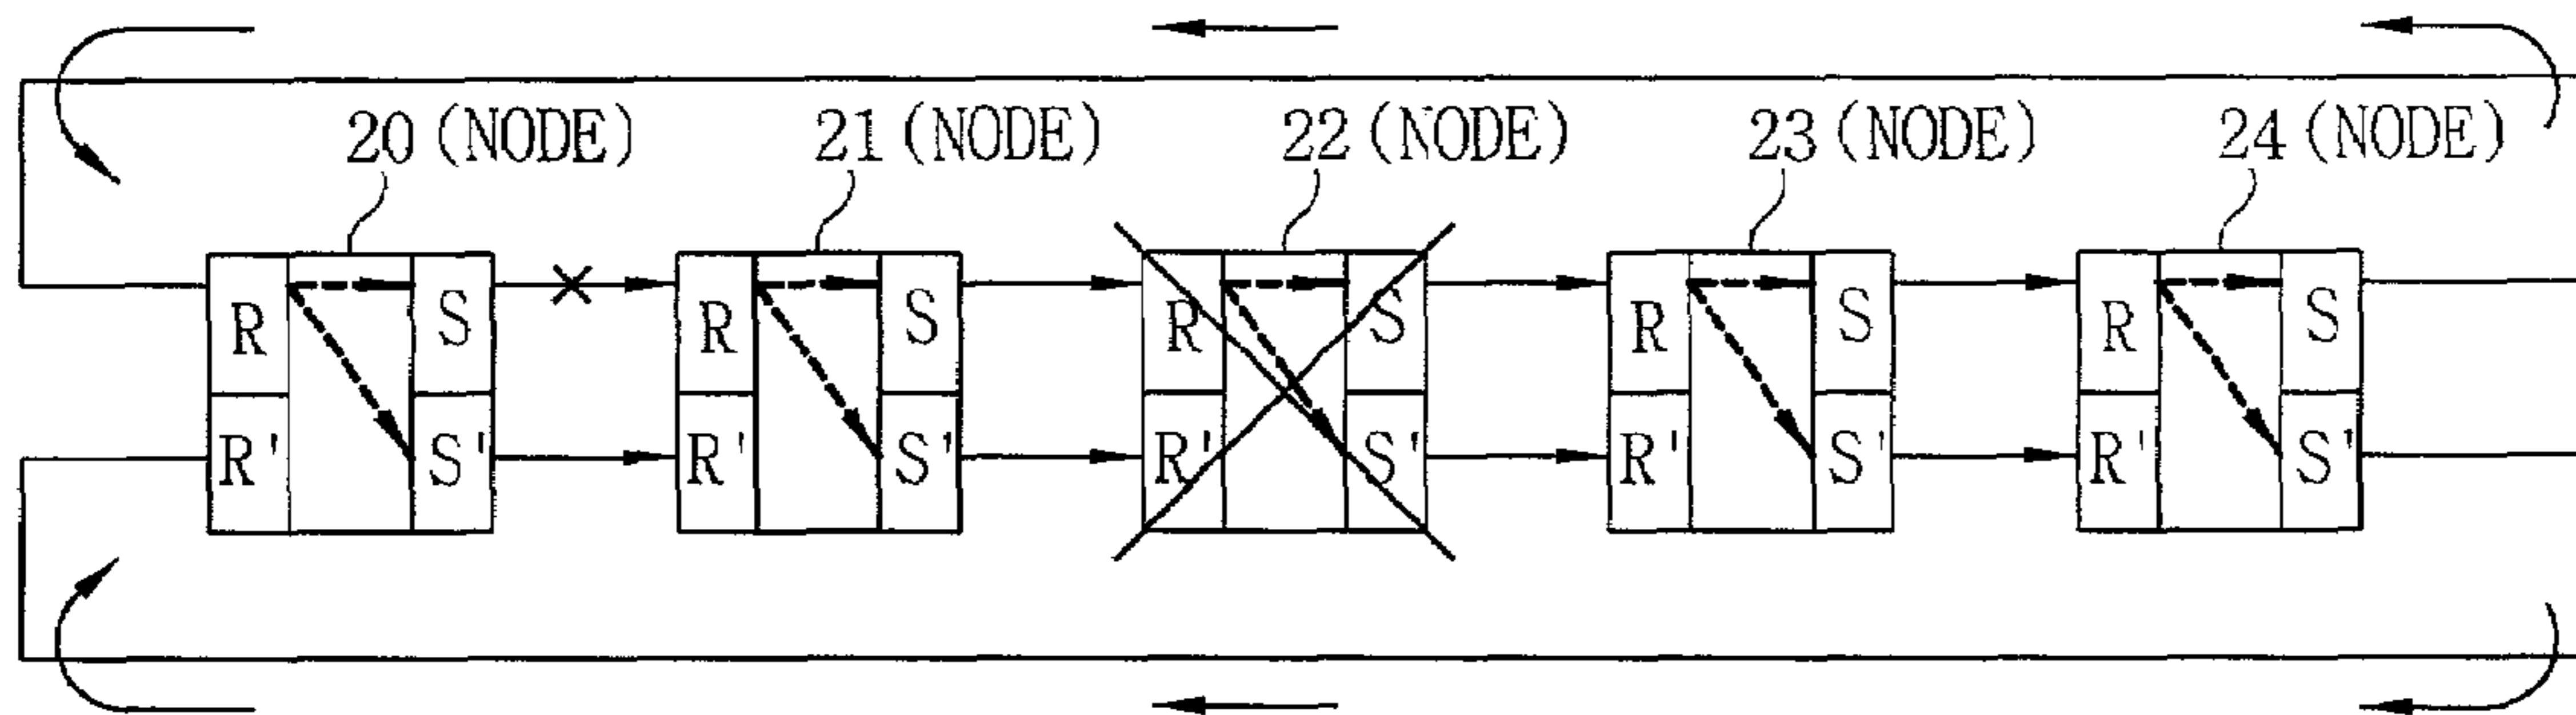 20 (NODE) 21 (NODE) 22 (NODE) 23 (NODE) 24 (NODE)
R S R S R S R S R S
R' S' R' S' R' S' R' S' R' S'